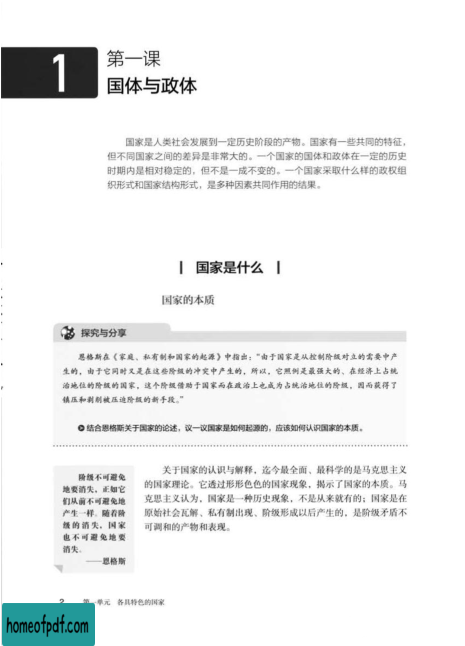 1
第一课
国体与政体
国家是人类社会发展到一定历史阶段的产物。国家有一些共同的特征，
但不同国家之间的差异是非常大的。一个国家的国体和政体在一定的历史
时期内是相对稳定的，但不是一成不变的。一个国家采取什么样的政权组
织形式和国家结构形式，是多种因素共同作用的结果。
国家是什么
国家的本质
探究与分享
恩格斯在《家庭、私有制和国家的起源》中指出：“由于国家是从控制阶级对立的需要中产
生的，由于它同时又是在这些阶级的冲突中产生的，所以，它照例是最强大的、在经济上占统
治地位的阶级的国家，这个阶级借助于国家而在政治上也成为占统治地位的阶级，因而获得了
镇压和剥削被压迫阶级的新手段。”
结合恩格斯关于国家的论述，议一议国家是如何起源的，应该如何认识国家的本质。
阶级不可避免
地要消失，正如它
们从前不可避免地
产生一样。随着阶
级的消失，国家
也不可避免地要
消失。
——恩格斯
关于国家的认识与解释，迄今最全面、最科学的是马克思主义
的国家理论。它透过形形色色的国家现象，揭示了国家的本质。马
克思主义认为，国家是一种历史现象，不是从来就有的；国家是在
原始社会瓦解、私有制出现、阶级形成以后产生的，是阶级矛盾不
可调和的产物和表现。
2 第一单元 各具特色的国家
homeofpdf.com